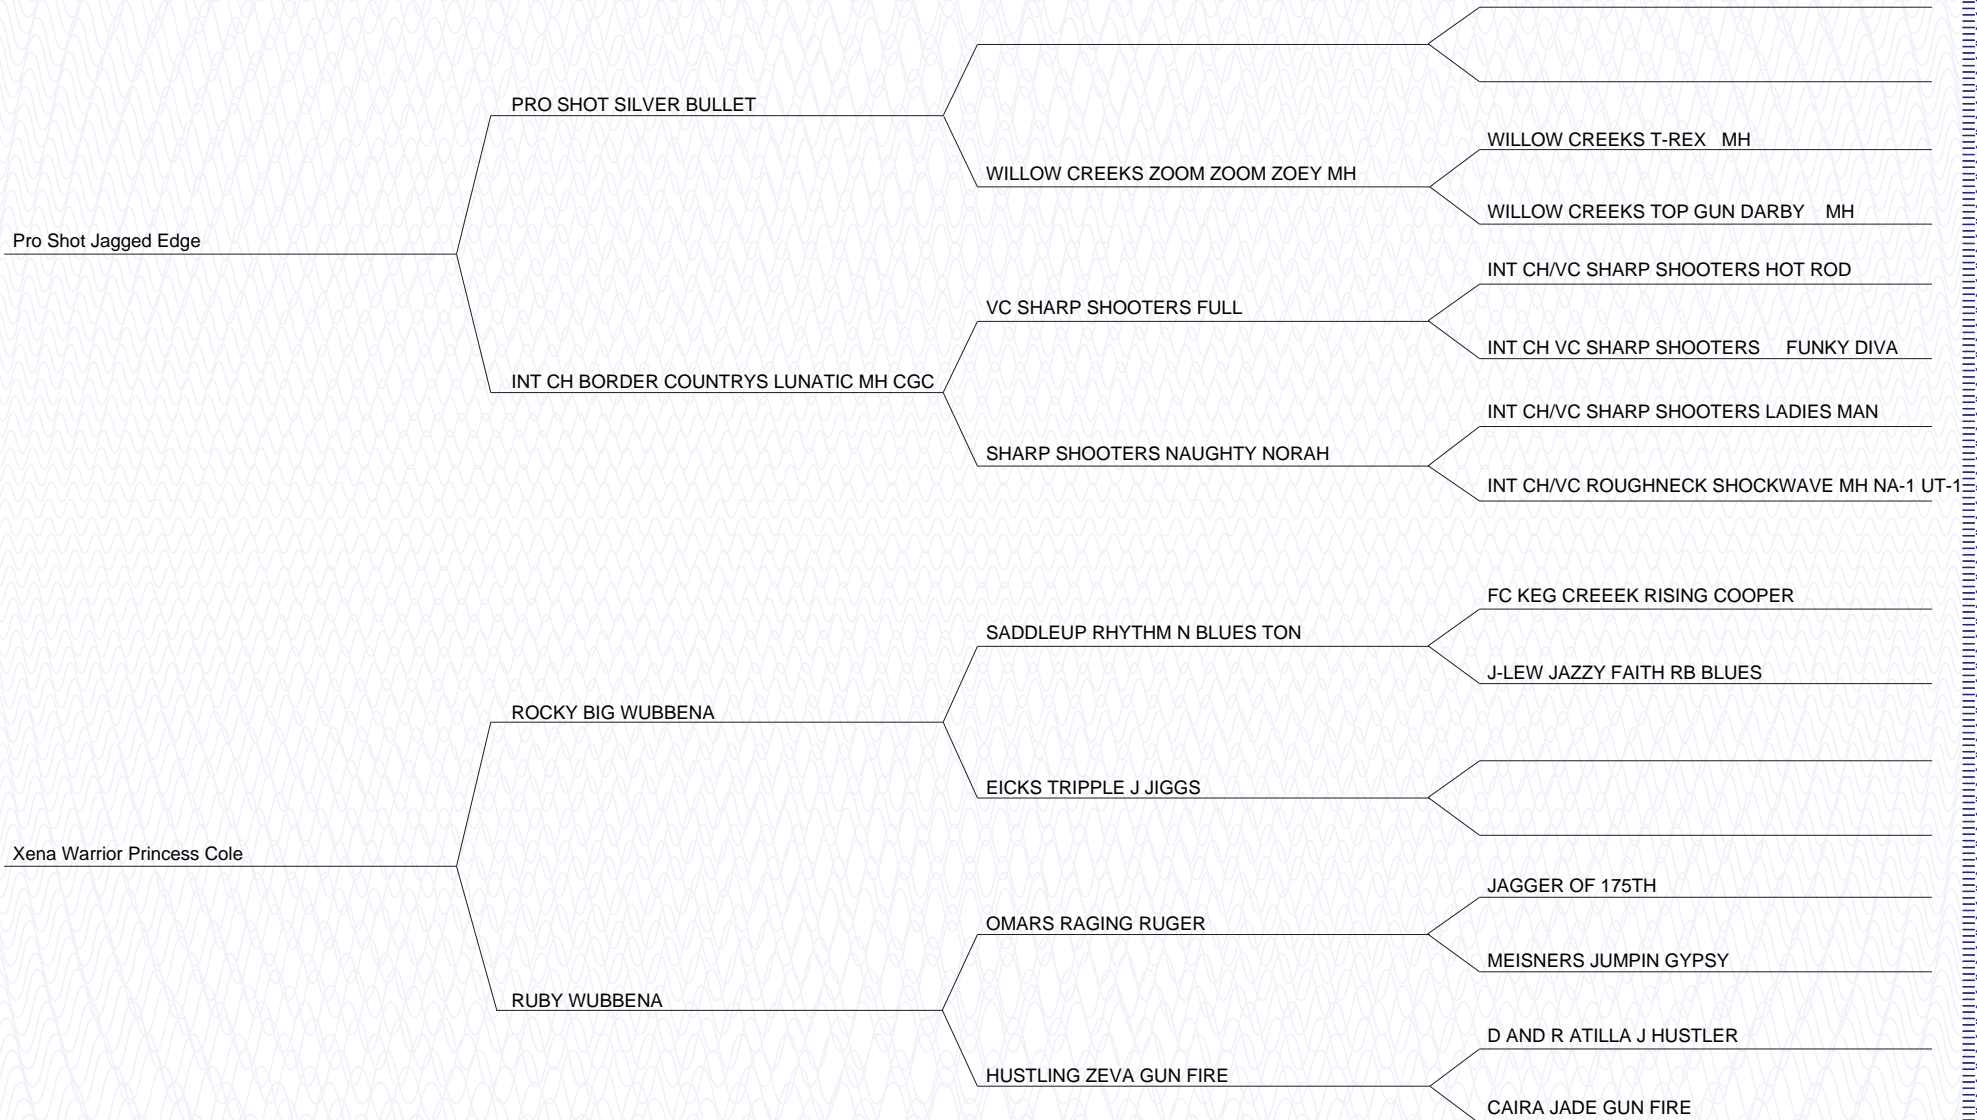 PRO SHOT SILVER BULLET
WILLOW CREEKS T-REX MH
WILLOW CREEKS ZOOM ZOOM ZOEY MH
WILLOW CREEKS TOP GUN DARBY MH
Pro Shot Jagged Edge
INT CH/VC SHARP SHOOTERS HOT ROD
VC SHARP SHOOTERS FULL
INT CH VC SHARP SHOOTERS FUNKY DIVA
INT CH BORDER COUNTRYS LUNATIC MH CGC
INT CH/VC SHARP SHOOTERS LADIES MAN
SHARP SHOOTERS NAUGHTY NORAH
INT CH/VC ROUGHNECK SHOCKWAVE MH NA-1 UT-1
FC KEG CREEEK RISING COOPER
SADDLEUP RHYTHM N BLUES TON
J-LEW JAZZY FAITH RB BLUES
ROCKY BIG WUBBENA
EICKS TRIPPLE J JIGGS
Xena Warrior Princess Cole
JAGGER OF 175TH
OMARS RAGING RUGER
MEISNERS JUMPIN GYPSY
RUBY WUBBENA
D AND R ATILLA J HUSTLER
HUSTLING ZEVA GUN FIRE
CAIRA JADE GUN FIRE